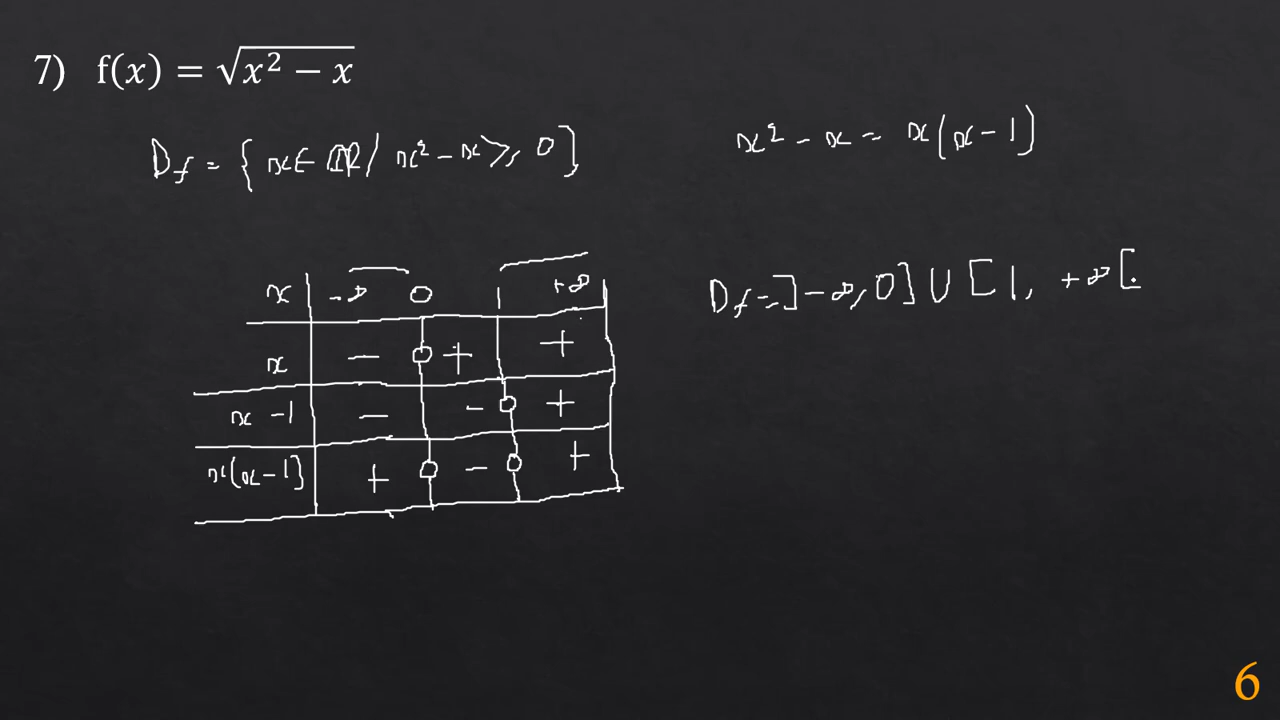 7) f(x) = √(x² − x)
D_f = { x ∈ ℝ / x² − x ⩾ 0 }
x² − x = x(x − 1)
x | -∞ 0 1 +∞
x | − 0 + +
x − 1 | − − 0 +
x(x − 1) | + 0 − 0 +
D_f = ]−∞, 0] ∪ [1, +∞[.
6